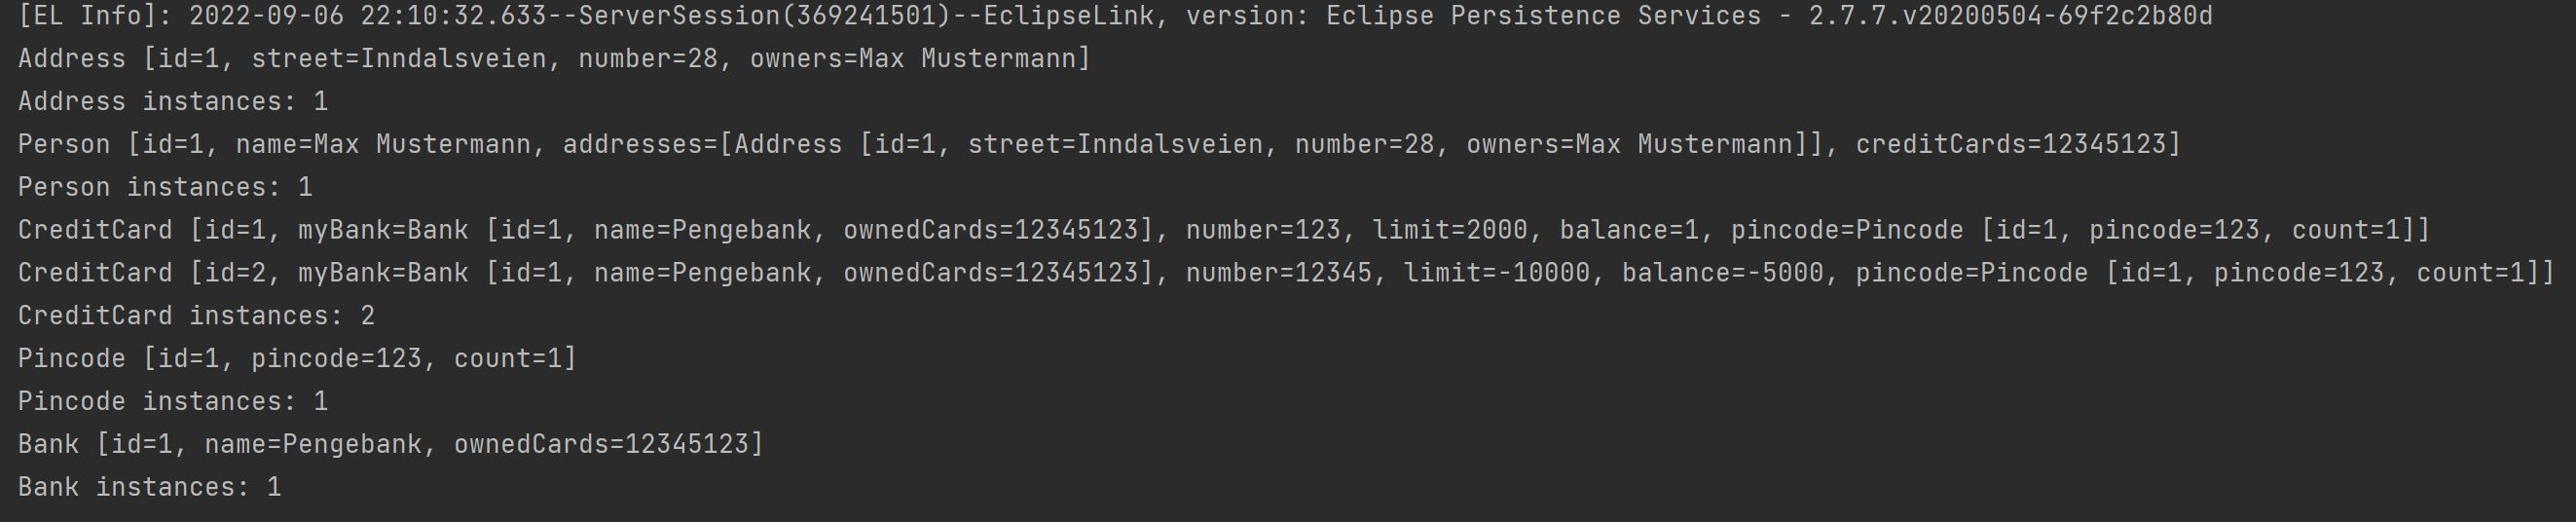 [EL Info]: 2022-09-06 22:10:32.633--ServerSession(369241501)--EclipseLink, version: Eclipse Persistence Services - 2.7.7.v20200504-69f2c2b80d
Address [id=1, street=Inndalsveien, number=28, owners=Max Mustermann]
Address instances: 1
Person [id=1, name=Max Mustermann, addresses=[Address [id=1, street=Inndalsveien, number=28, owners=Max Mustermann]], creditCards=12345123]
Person instances: 1
CreditCard [id=1, myBank=Bank [id=1, name=Pengebank, ownedCards=12345123], number=123, limit=2000, balance=1, pincode=Pincode [id=1, pincode=123, count=1]]
CreditCard [id=2, myBank=Bank [id=1, name=Pengebank, ownedCards=12345123], number=12345, limit=-10000, balance=-5000, pincode=Pincode [id=1, pincode=123, count=1]]
CreditCard instances: 2
Pincode [id=1, pincode=123, count=1]
Pincode instances: 1
Bank [id=1, name=Pengebank, ownedCards=12345123]
Bank instances: 1